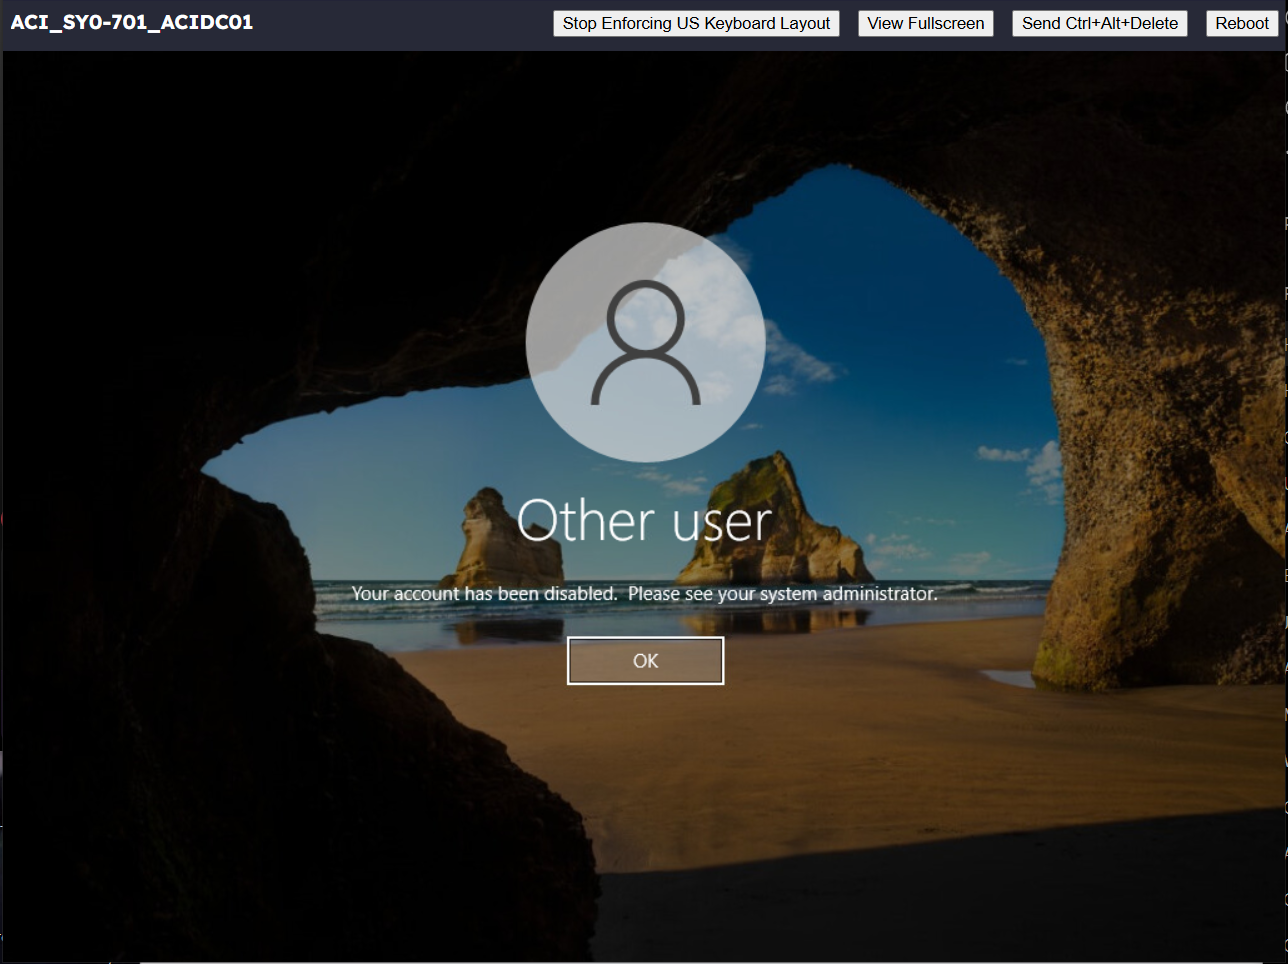 ACI_SY0-701_ACIDC01
Stop Enforcing US Keyboard Layout
View Fullscreen
Send Ctrl+Alt+Delete
Reboot
Other user
Your account has been disabled. Please see your system administrator.
OK